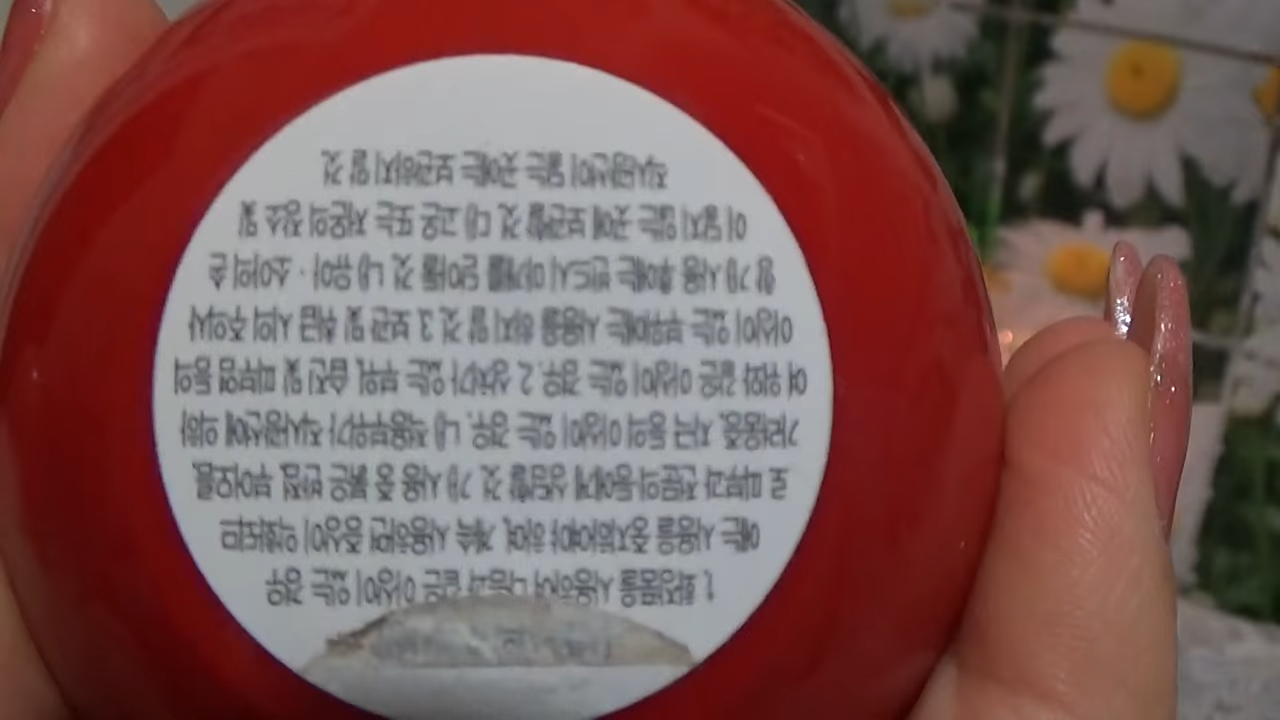 1. 화장품을 사용하여 다음과 같은 이상이 있는 경우
에는 사용을 중지하여야 하며, 계속 사용하면 증상이 악화되므
로 피부과 전문의 등에게 상담할 것 가) 사용 중 붉은 반점, 부어오름,
가려움증, 자극 등의 이상이 있는 경우. 나) 적용부위가 직사광선에 의하
여 위와 같은 이상이 있는 경우. 2. 상처가 있는 부위, 습진 및 피부염 등의
이상이 있는 부위에는 사용을 하지 말 것 3. 보관 및 취급 시의 주의사
항 가) 사용 후에는 반드시 마개를 닫아둘 것 나) 유아·소아의 손
이 닿지 않는 곳에 보관할 것 다) 고온 또는 저온의 장소 및
직사광선이 닿는 곳에는 보관하지 말 것